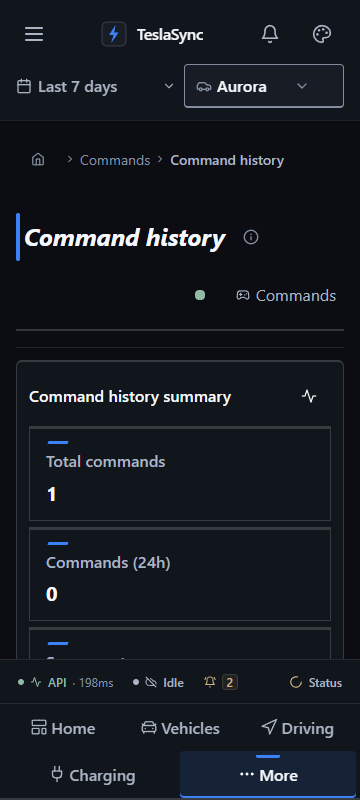 TeslaSync
Last 7 days
Aurora
Commands
Command history
Command history
Commands
Command history summary
Total commands
1
Commands (24h)
0
API · 198ms
Idle
2
Status
Home
Vehicles
Driving
Charging
More